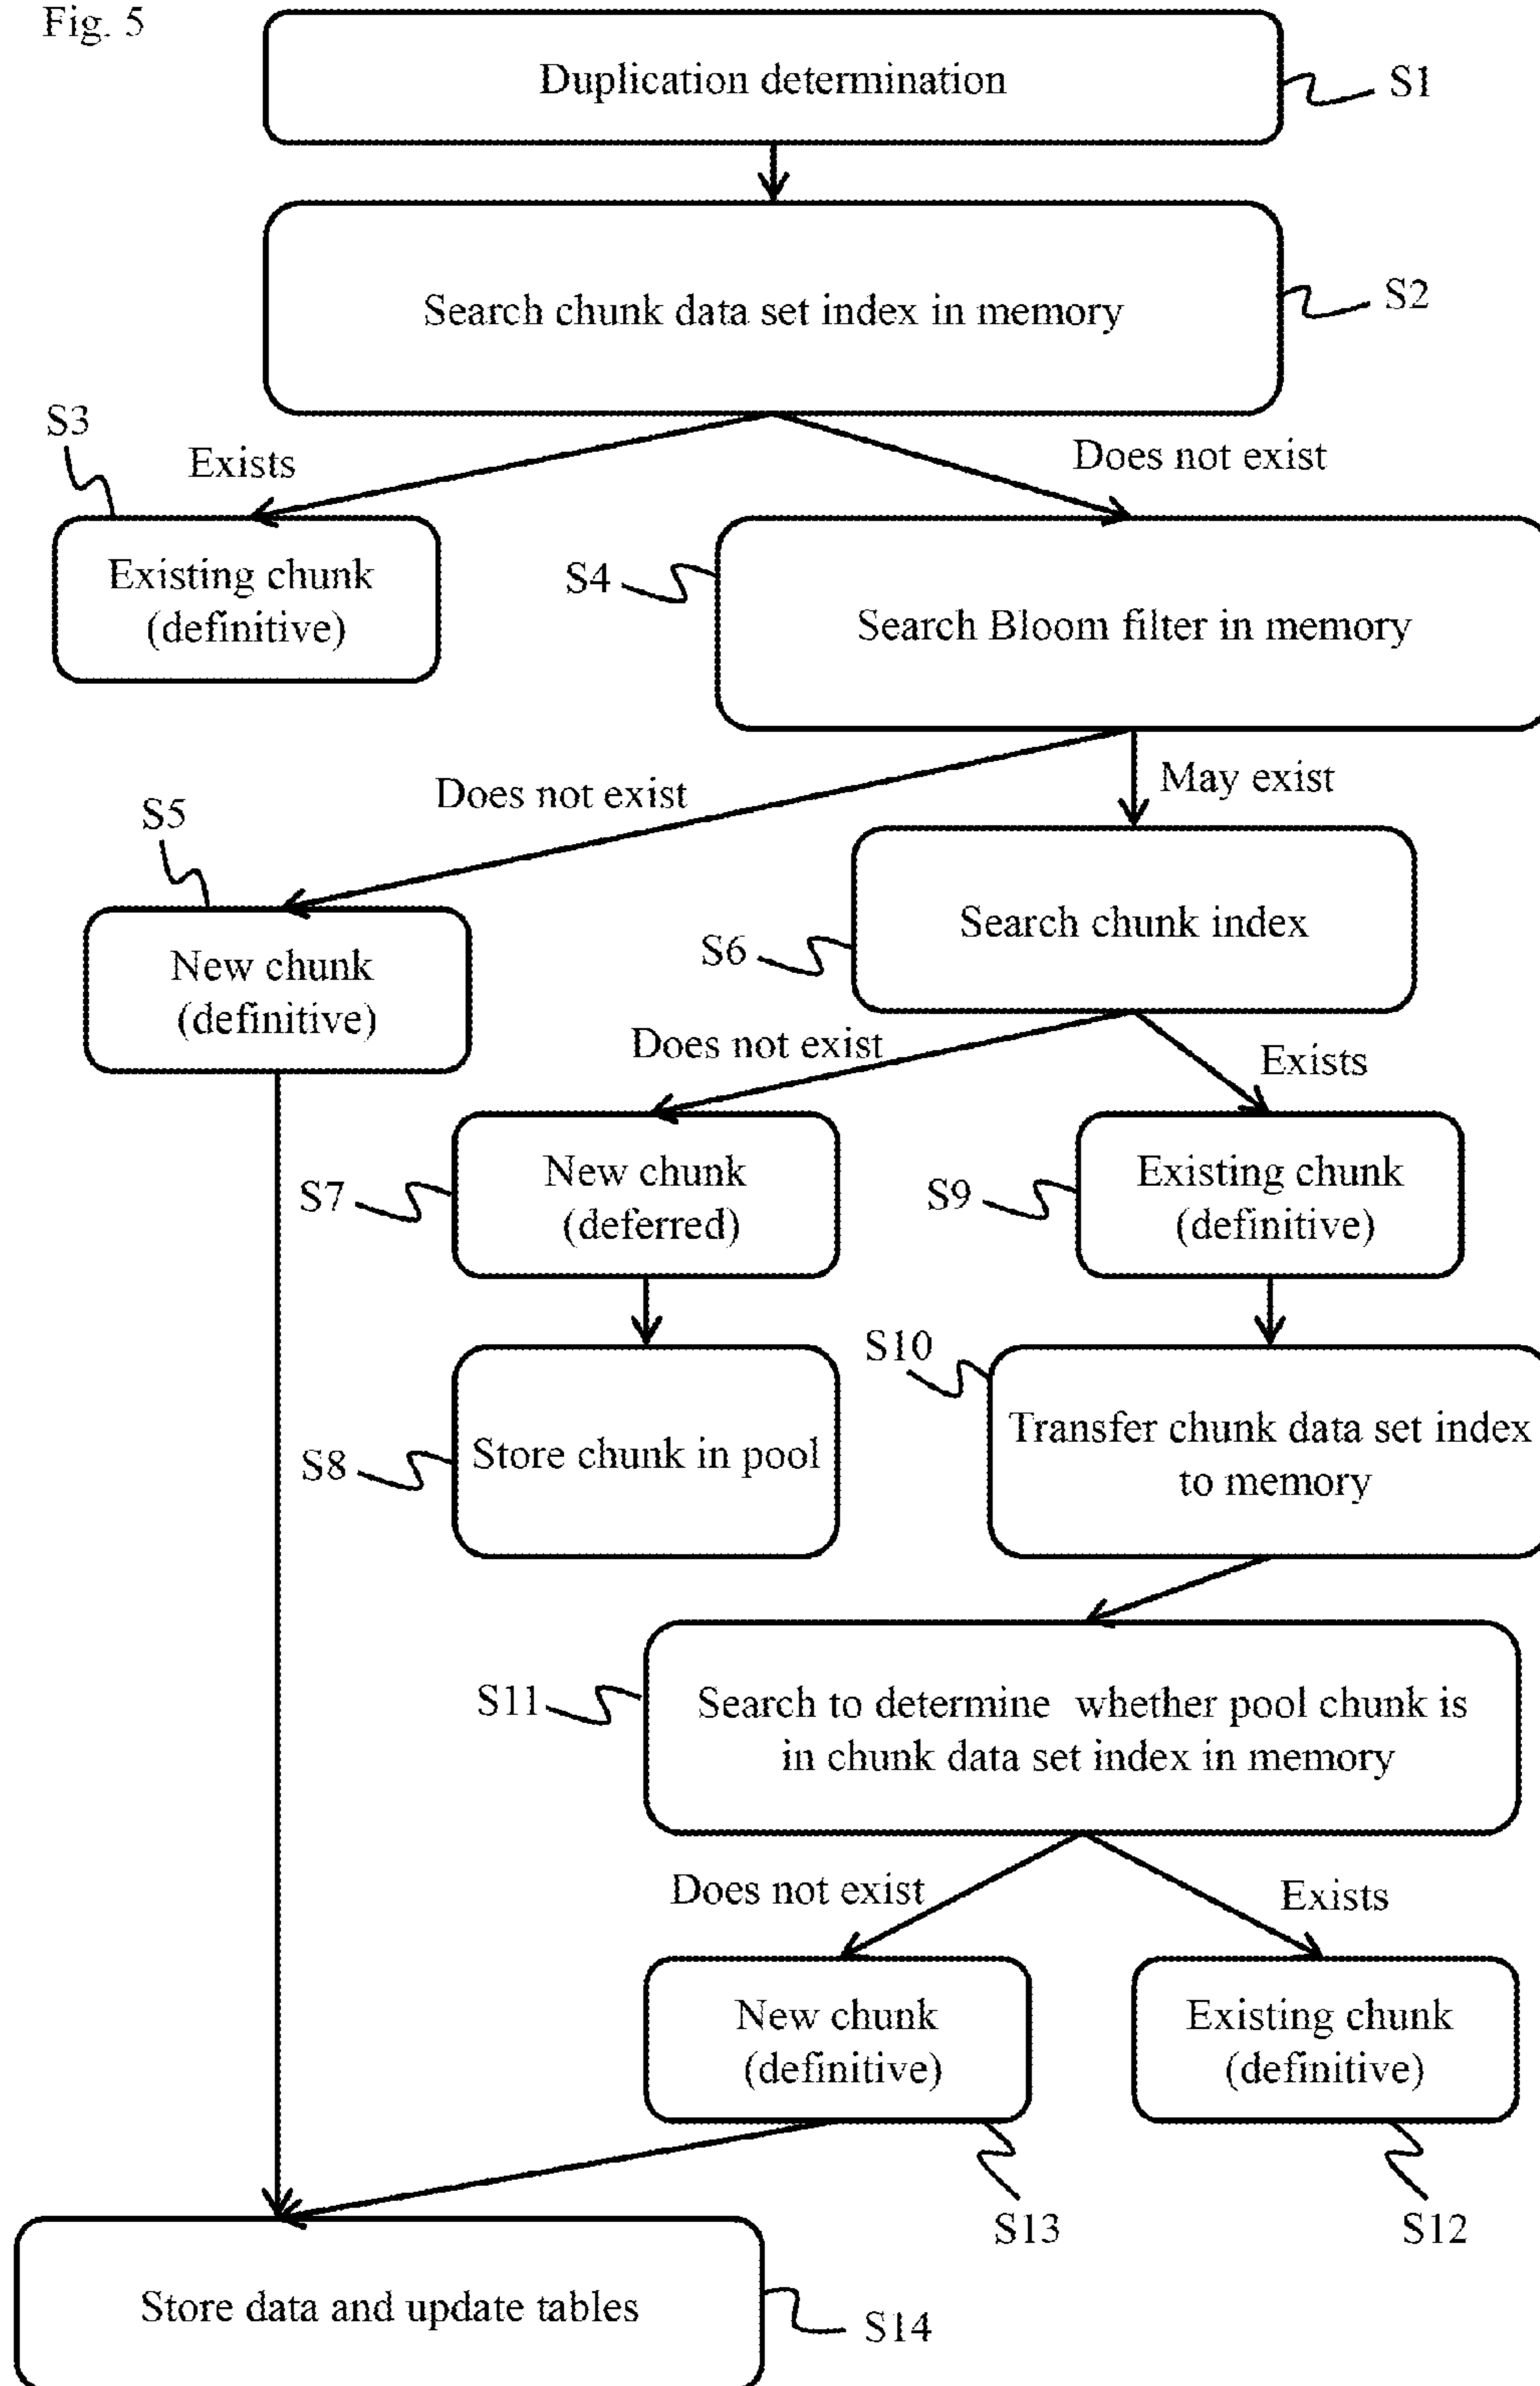 Fig. 5
Duplication determination
S1
Search chunk data set index in memory
S2
S3
Exists
Does not exist
Existing chunk
(definitive)
S4
Search Bloom filter in memory
Does not exist
May exist
S5
New chunk
(definitive)
Search chunk index
S6
Does not exist
Exists
S7
New chunk
(deferred)
S9
Existing chunk
(definitive)
S8
Store chunk in pool
S10
Transfer chunk data set index
to memory
S11
Search to determine whether pool chunk is
in chunk data set index in memory
Does not exist
Exists
New chunk
(definitive)
Existing chunk
(definitive)
S13
S12
Store data and update tables
S14